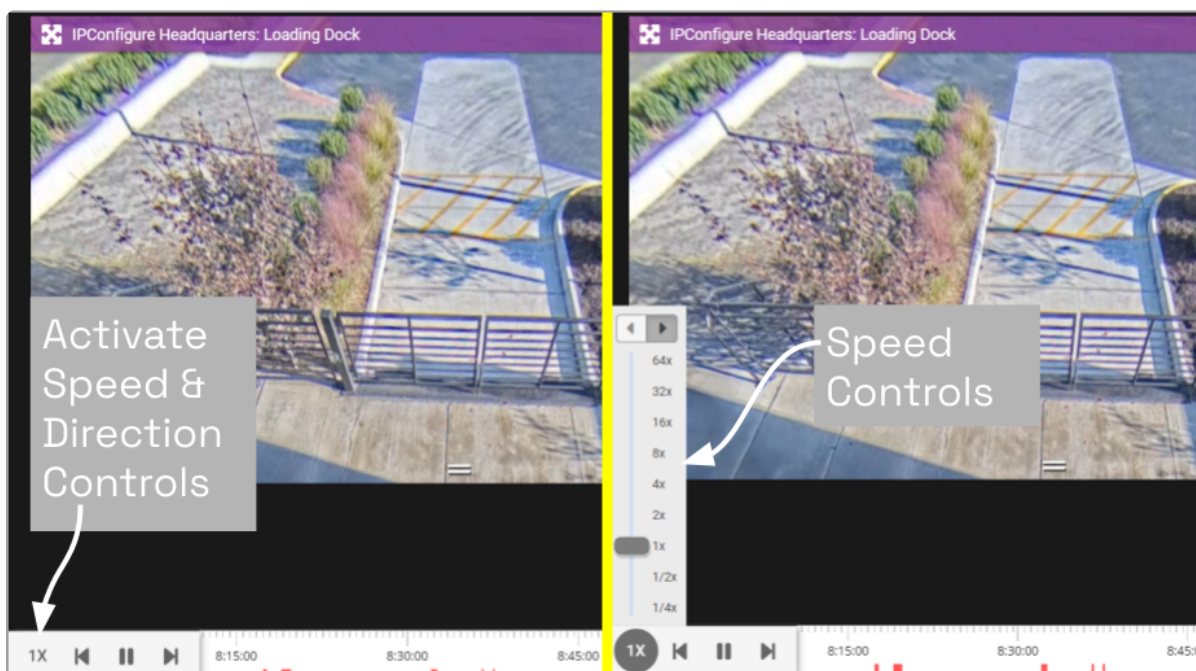 IPConfigure Headquarters: Loading Dock
Activate
Speed &
Direction
Controls
1X
8:15:00 8:30:00 8:45:00
IPConfigure Headquarters: Loading Dock
Speed
Controls
64x
32x
16x
8x
4x
2x
1x
1/2x
1/4x
1X
8:15:00 8:30:00 8:45